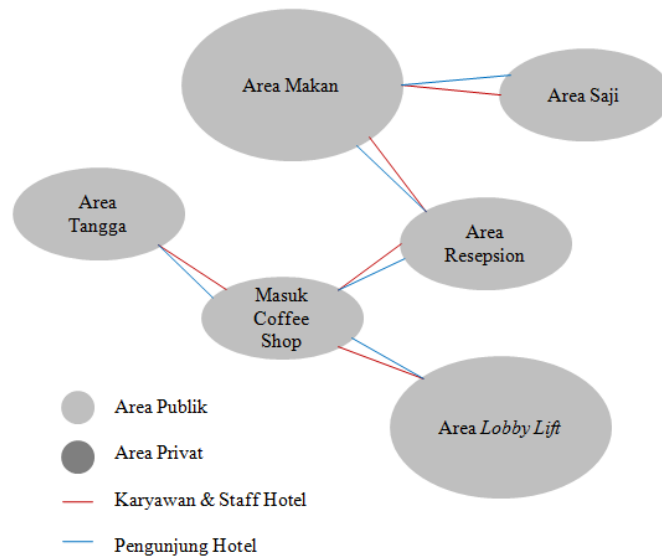 Area Makan
Area Saji
Area
Tangga
Area
Resepsion
Masuk
Coffee
Shop
Area Lobby Lift
Area Publik
Area Privat
Karyawan & Staff Hotel
Pengunjung Hotel